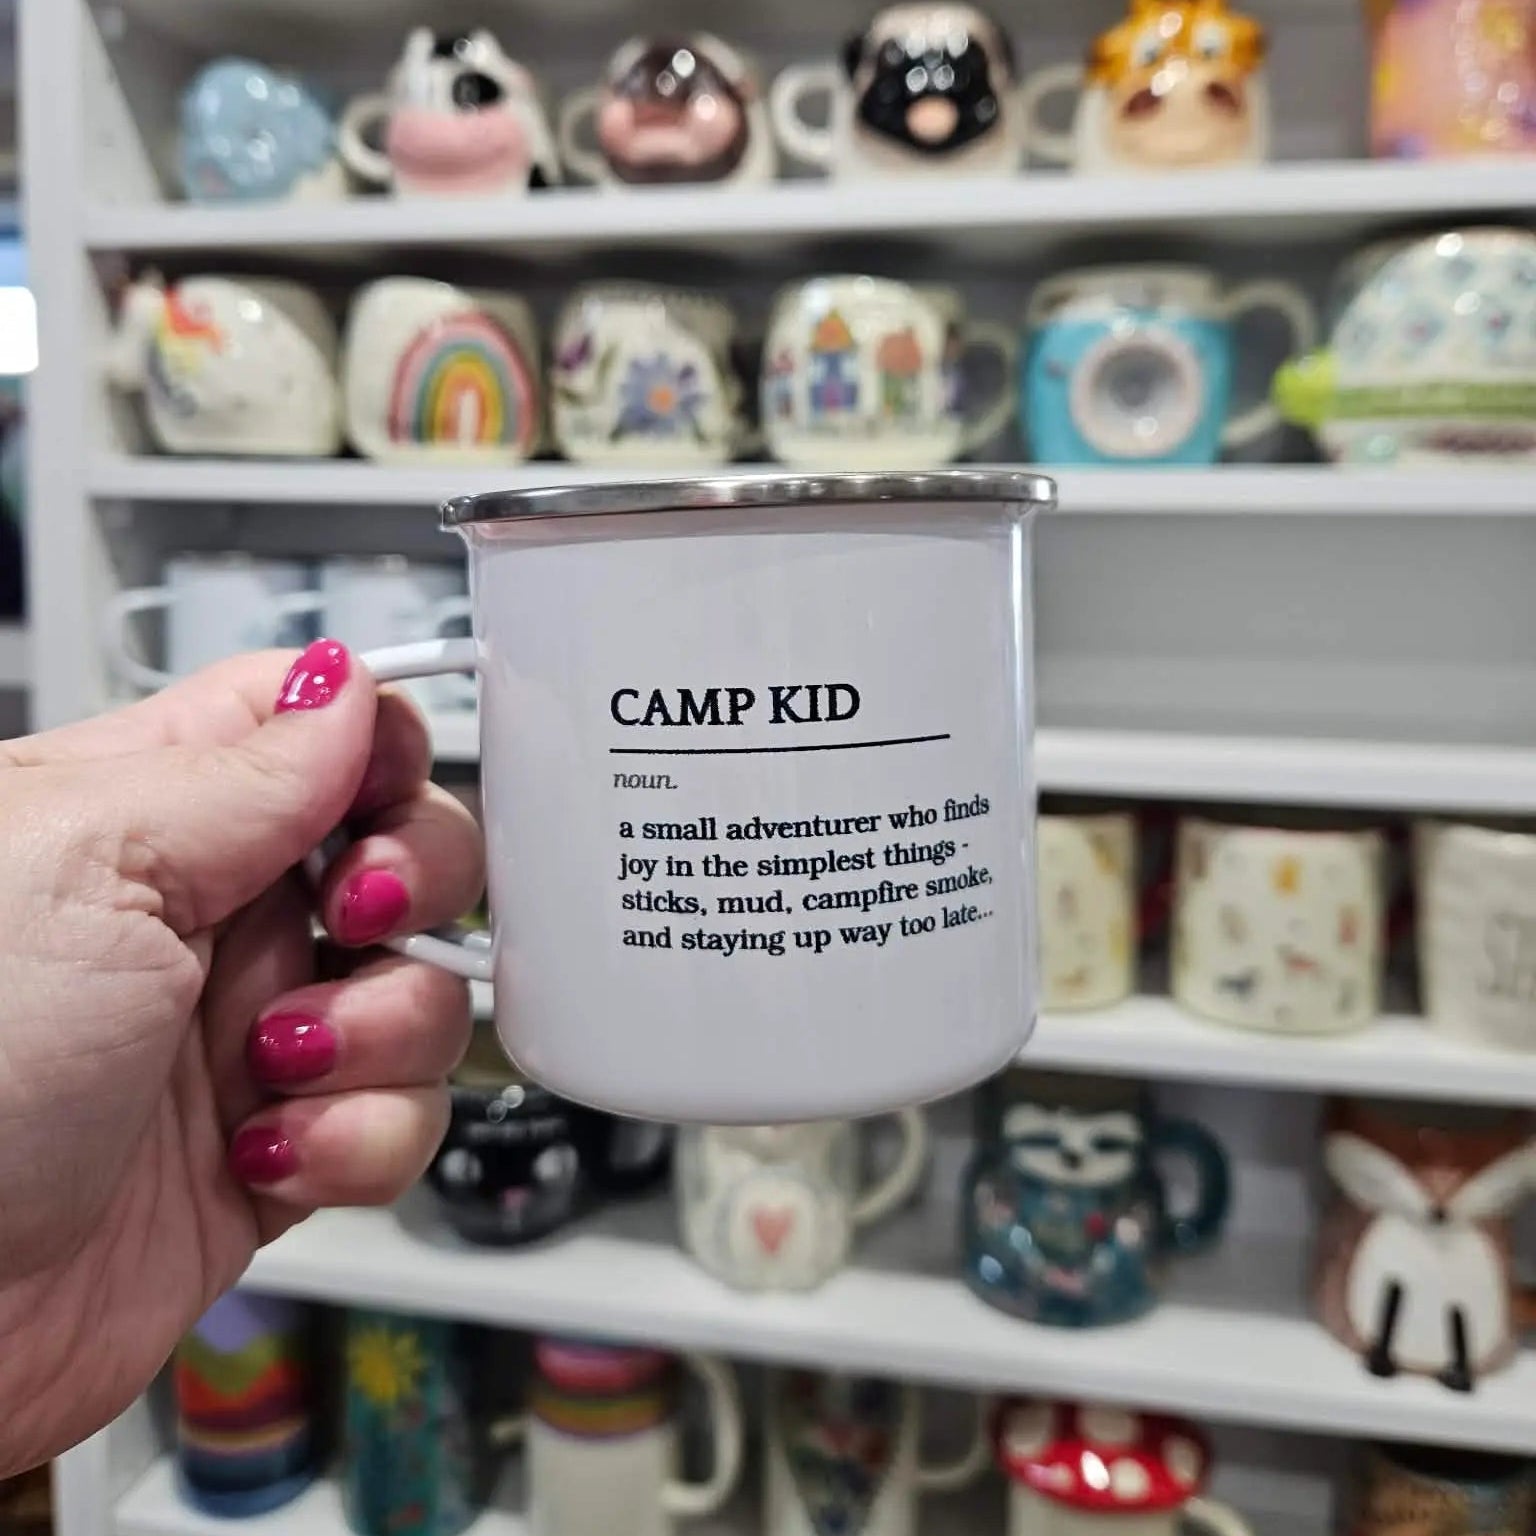 CAMP KID
noun.
a small adventurer who finds
joy in the simplest things -
sticks, mud, campfire smoke,
and staying up way too late...